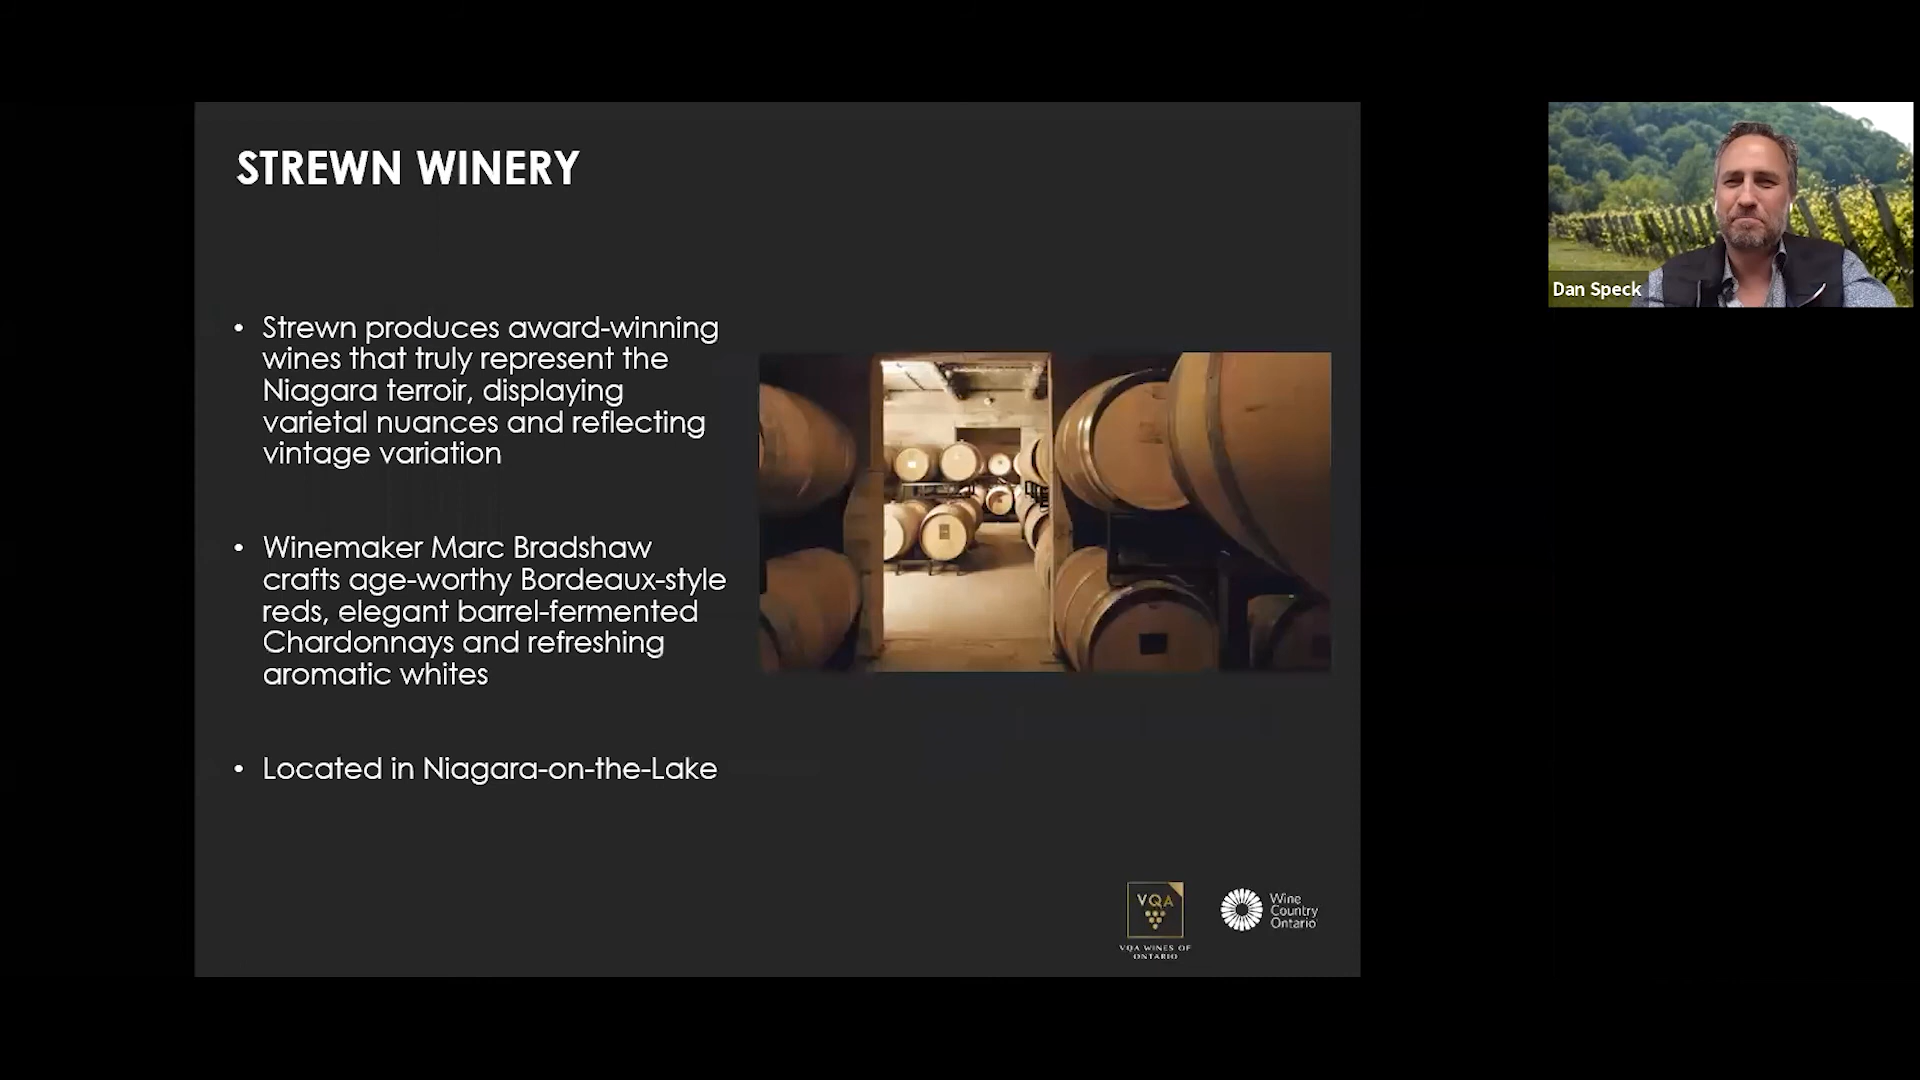 STREWN WINERY
• Strewn produces award-winning
wines that truly represent the
Niagara terroir, displaying
varietal nuances and reflecting
vintage variation
• Winemaker Marc Bradshaw
crafts age-worthy Bordeaux-style
reds, elegant barrel-fermented
Chardonnays and refreshing
aromatic whites
• Located in Niagara-on-the-Lake
VQA
VQA WINES OF
ONTARIO
Wine
Country
Ontario
Dan Speck